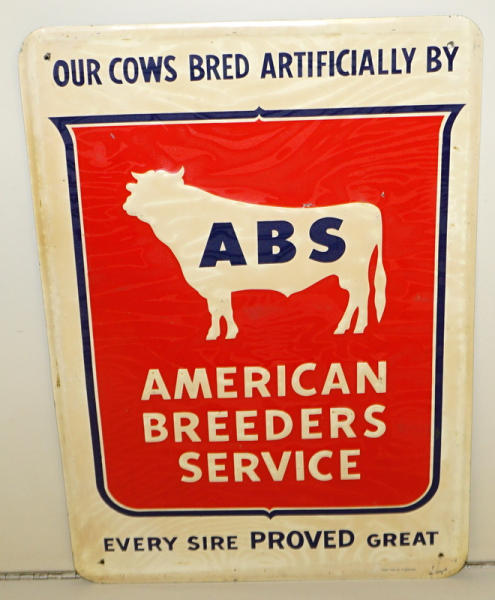 OUR COWS BRED ARTIFICIALLY BY
ABS
AMERICAN
BREEDERS
SERVICE
EVERY SIRE PROVED GREAT